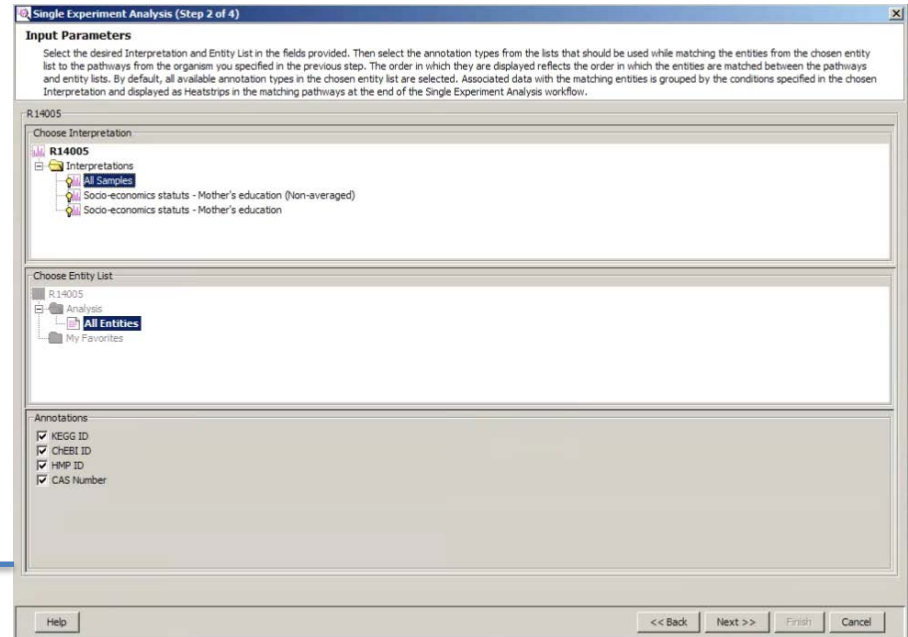 Single Experiment Analysis (Step 2 of 4)
Input Parameters
Select the desired Interpretation and Entity List in the fields provided. Then select the annotation types from the lists that should be used while matching the entities from the chosen entity
list to the pathways from the organism you specified in the previous step. The order in which they are displayed reflects the order in which the entities are matched between the pathways
and entity lists. By default, all available annotation types in the chosen entity list are selected. Associated data with the matching entities is grouped by the conditions specified in the chosen
Interpretation and displayed as Heatstrips in the matching pathways at the end of the Single Experiment Analysis workflow.
R14005
Choose Interpretation
R14005
Interpretations
All Samples
Socio-economics statuts - Mother's education (Non-averaged)
Socio-economics statuts - Mother's education
Choose Entity List
R14005
Analysis
All Entities
My Favorites
Annotations
KEGG ID
ChEBI ID
HMP ID
CAS Number
Help
<< Back
Next >>
Finish
Cancel